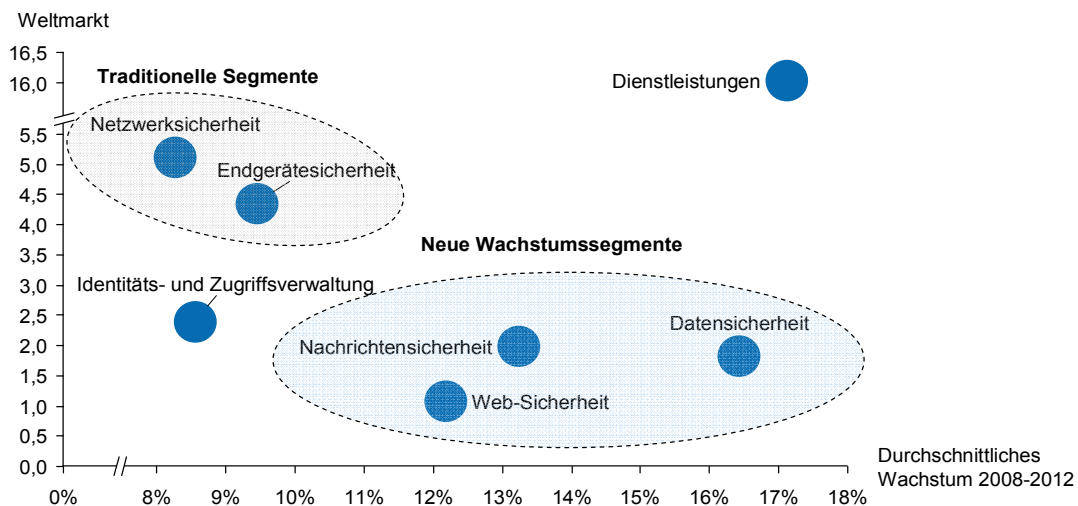 Weltmarkt
16,5
16,0
5,5
5,0
4,5
4,0
3,5
3,0
2,5
2,0
1,5
1,0
0,5
0,0
Traditionelle Segmente
Netzwerksicherheit
Endgerätesicherheit
Dienstleistungen
Neue Wachstumssegmente
Identitäts- und Zugriffsverwaltung
Nachrichtensicherheit
Datensicherheit
Web-Sicherheit
0% 8% 9% 10% 11% 12% 13% 14% 15% 16% 17% 18%
Durchschnittliches
Wachstum 2008-2012